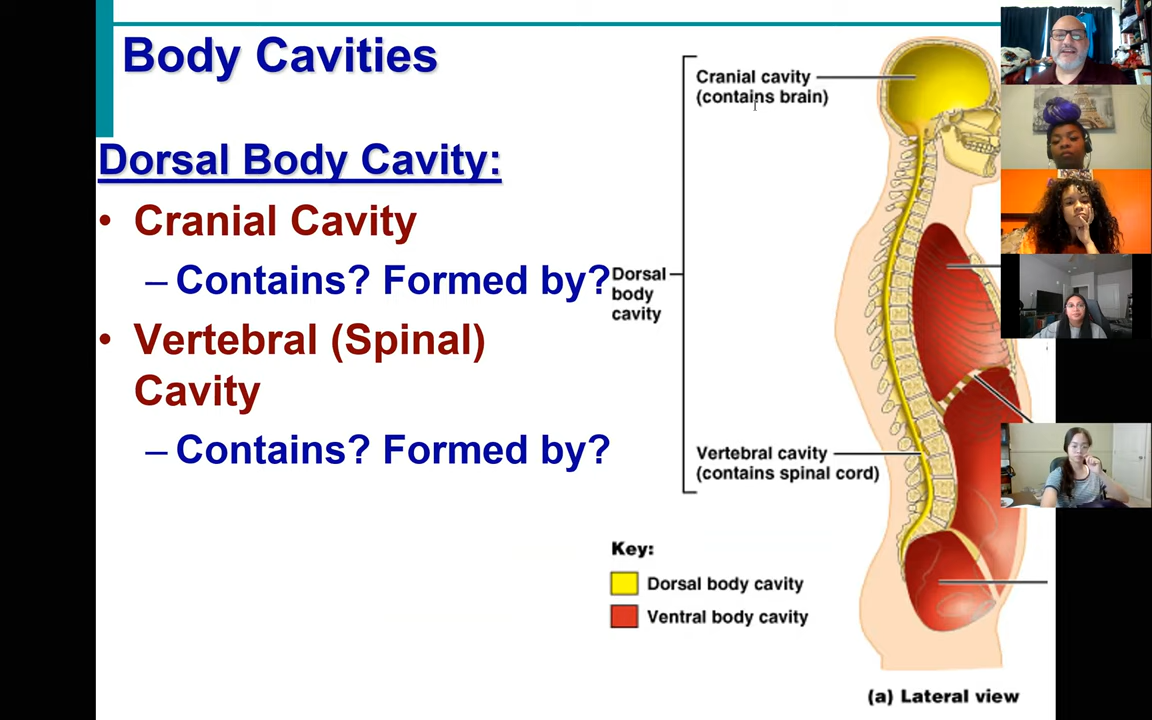 Body Cavities
Dorsal Body Cavity:
• Cranial Cavity
– Contains? Formed by?
• Vertebral (Spinal)
Cavity
– Contains? Formed by?
Cranial cavity
(contains brain)
Dorsal
body
cavity
Vertebral cavity
(contains spinal cord)
Key:
Dorsal body cavity
Ventral body cavity
(a) Lateral view